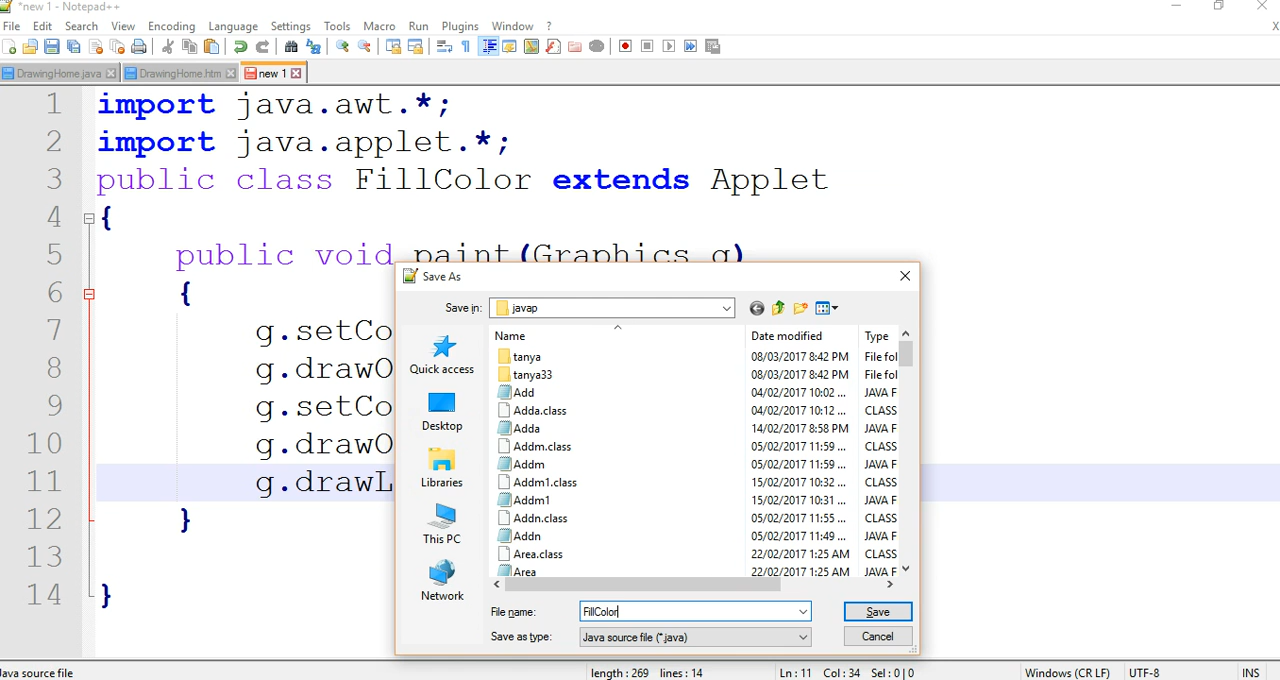 *new 1 - Notepad++
File Edit Search View Encoding Language Settings Tools Macro Run Plugins Window ? X
DrawingHome.java DrawingHome.htm new 1
1 import java.awt.*;
2 import java.applet.*;
3 public class FillColor extends Applet
4 {
5 public void paint(Graphics g)
6 {
7 g.setCo
8 g.drawO
9 g.setCo
10 g.drawO
11 g.drawL
12 }
13
14 }
Save As
Save in: javap
Quick access
Desktop
Libraries
This PC
Network
Name Date modified Type
tanya 08/03/2017 8:42 PM File fol
tanya33 08/03/2017 8:42 PM File fol
Add 04/02/2017 10:02 ... JAVA F
Adda.class 04/02/2017 10:12 ... CLASS
Adda 14/02/2017 8:58 PM JAVA F
Addm.class 05/02/2017 11:59 ... CLASS
Addm 05/02/2017 11:59 ... JAVA F
Addm1.class 15/02/2017 10:32 ... CLASS
Addm1 15/02/2017 10:31 ... JAVA F
Addn.class 05/02/2017 11:55 ... CLASS
Addn 05/02/2017 11:49 ... JAVA F
Area.class 22/02/2017 1:25 AM CLASS
Area 22/02/2017 1:25 AM JAVA F
File name: FillColor Save
Save as type: Java source file (*.java) Cancel
Java source file length : 269 lines : 14 Ln : 11 Col : 34 Sel : 0 | 0 Windows (CR LF) UTF-8 INS